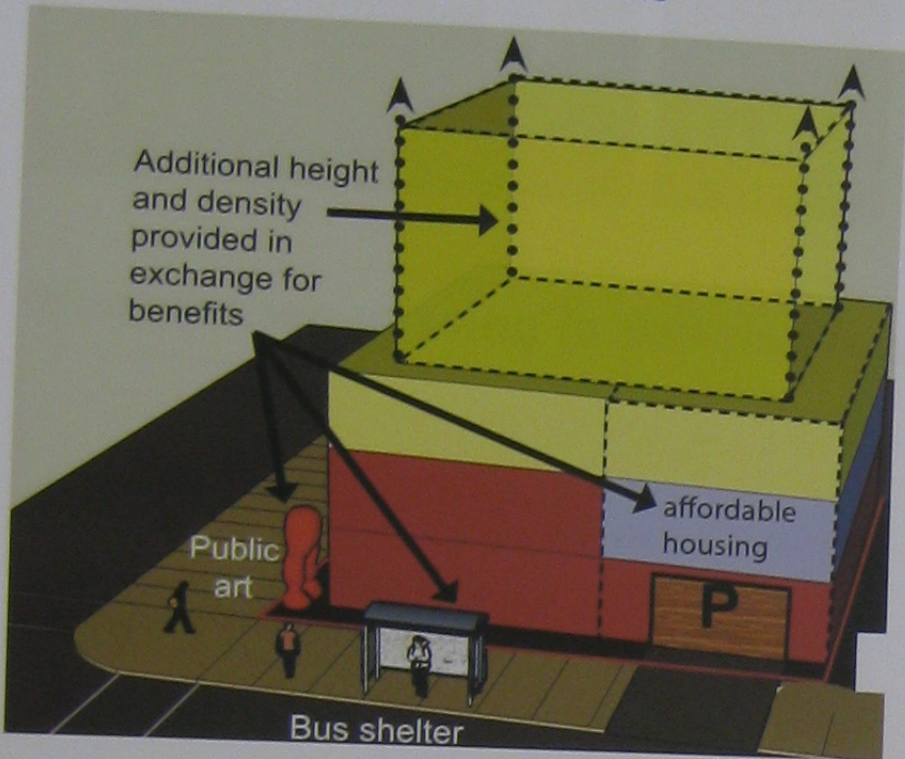 Additional height
and density
provided in
exchange for
benefits
affordable
housing
Public
art
P
Bus shelter